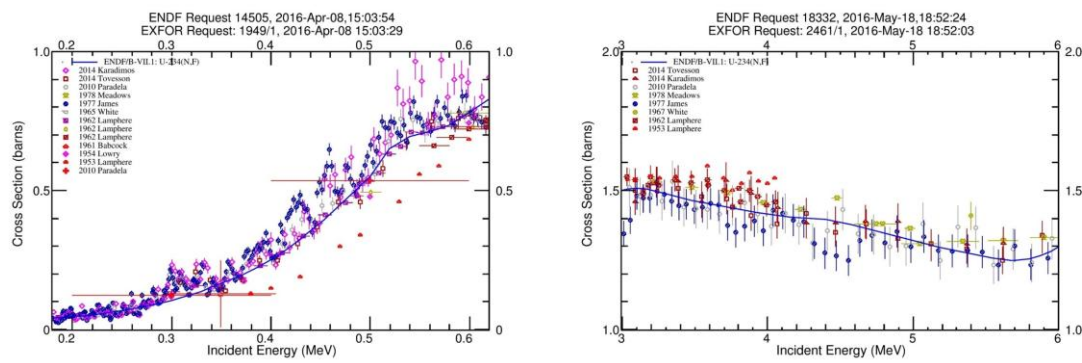 ENDF Request 14505, 2016-Apr-08,15:03:54
EXFOR Request: 1949/1, 2016-Apr-08 15:03:29
0.2 0.3 0.4 0.5 0.6
1.0 1.0
ENDF/B-VII.1: U-234(N,F)
2014 Karadimos
2014 Tovesson
2010 Paradela
1978 Meadows
1977 James
1965 White
1962 Lamphere
1962 Lamphere
1962 Lamphere
1961 Babcock
1954 Lowry
1953 Lamphere
2010 Paradela
Cross Section (barns)
0.5 0.5
0 0
0.2 0.3 0.4 0.5 0.6
Incident Energy (MeV)
ENDF Request 18332, 2016-May-18,18:52:24
EXFOR Request: 2461/1, 2016-May-18 18:52:03
3 4 5 6
2.0 2.0
ENDF/B-VII.1: U-234(N,F)
2014 Tovesson
2014 Karadimos
2010 Paradela
1978 Meadows
1977 James
1967 White
1962 Lamphere
1953 Lamphere
Cross Section (barns)
1.5 1.5
1.0 1.0
3 4 5 6
Incident Energy (MeV)